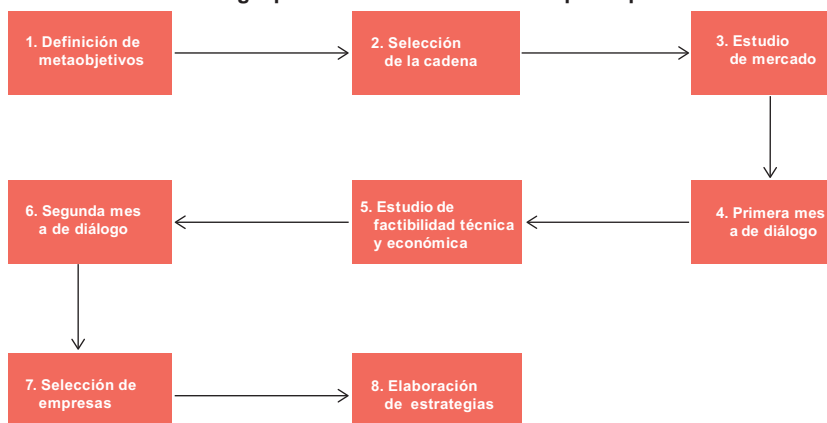 1. Definición de
metaobjetivos
2. Selección
de la cadena
3. Estudio
de mercado
4. Primera mes
a de diálogo
5. Estudio de
factibilidad técnica
y económica
6. Segunda mes
a de diálogo
7. Selección de
empresas
8. Elaboración
de estrategias